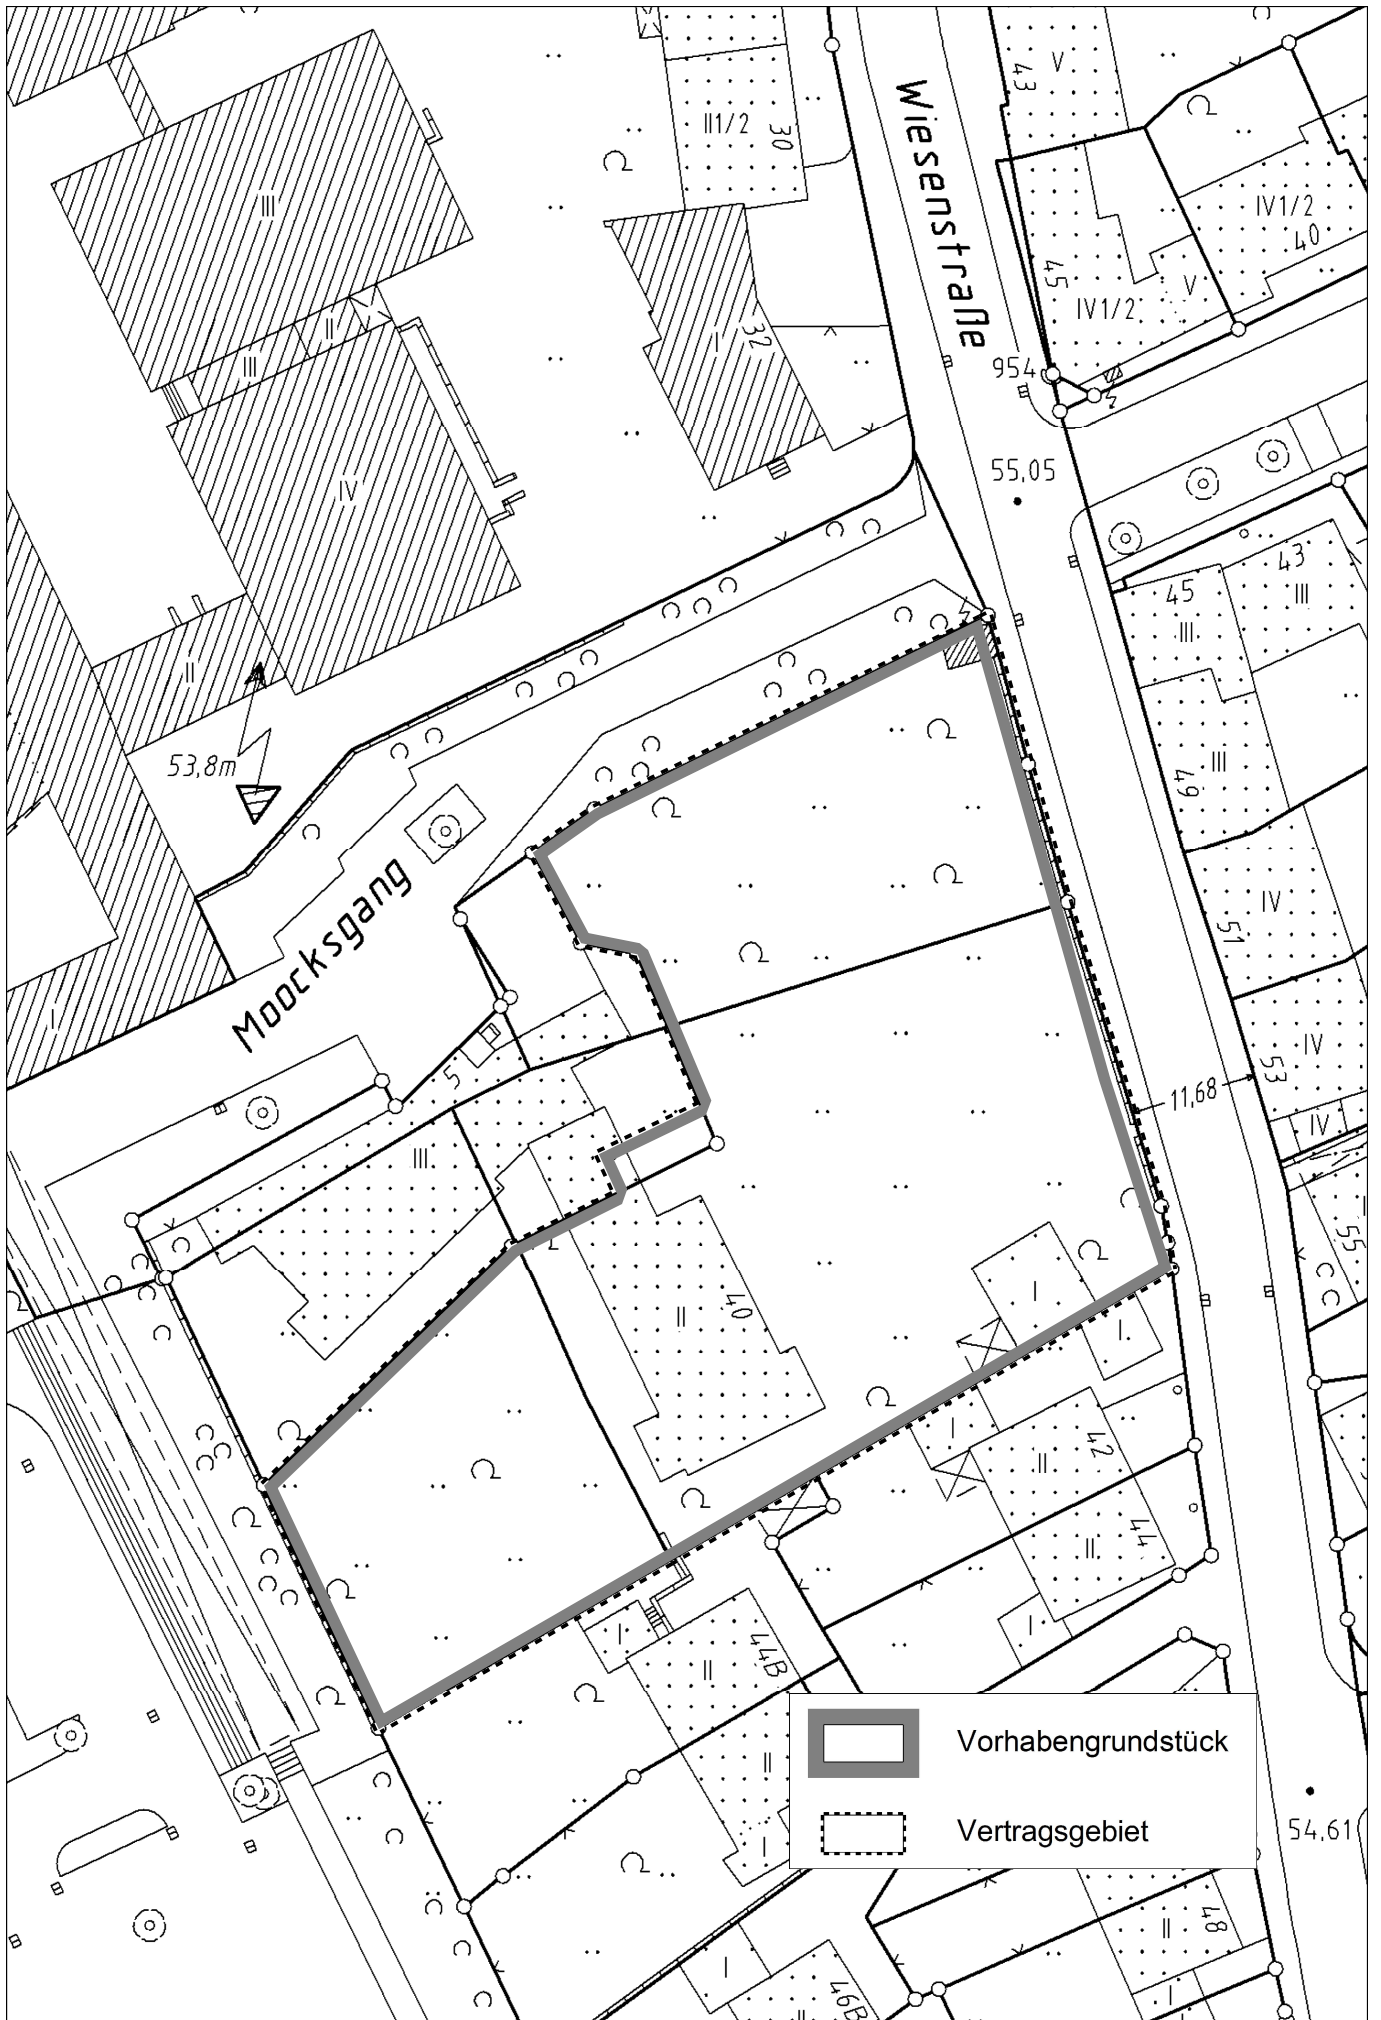 43
V
II1/2
30
Wiesenstraße
III
IV1/2
40
45
V
IV1/2
II
I
32
III
954
55,05
IV
43
45
III
III
II
53,8m
III
49
Moocksgang
IV
51
I
IV
53
5
11,68
IV
III
I
55
I
40
II
I
I
42
II
44
II
I
I
44B
II
Vorhabengrundstück
II
Vertragsgebiet
54,61
I
48
II
I
46B
II
I